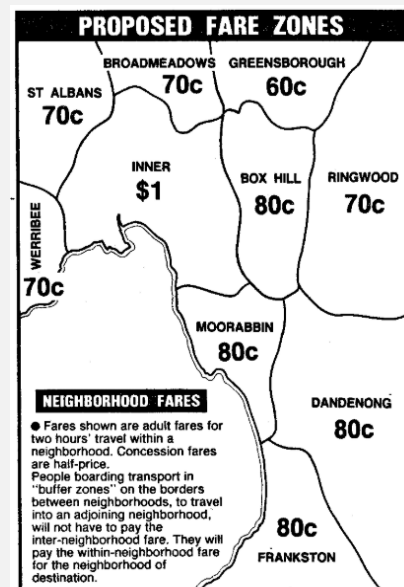 PROPOSED FARE ZONES
BROADMEADOWS
70c
GREENSBOROUGH
60c
ST ALBANS
70c
INNER
$1
BOX HILL
80c
RINGWOOD
70c
WERRIBEE
70c
MOORABBIN
80c
DANDENONG
80c
80c
FRANKSTON
NEIGHBORHOOD FARES
● Fares shown are adult fares for
two hours' travel within a
neighborhood. Concession fares
are half-price.
People boarding transport in
"buffer zones" on the borders
between neighborhoods, to travel
into an adjoining neighborhood,
will not have to pay the
inter-neighborhood fare. They will
pay the within-neighborhood fare
for the neighborhood of
destination.